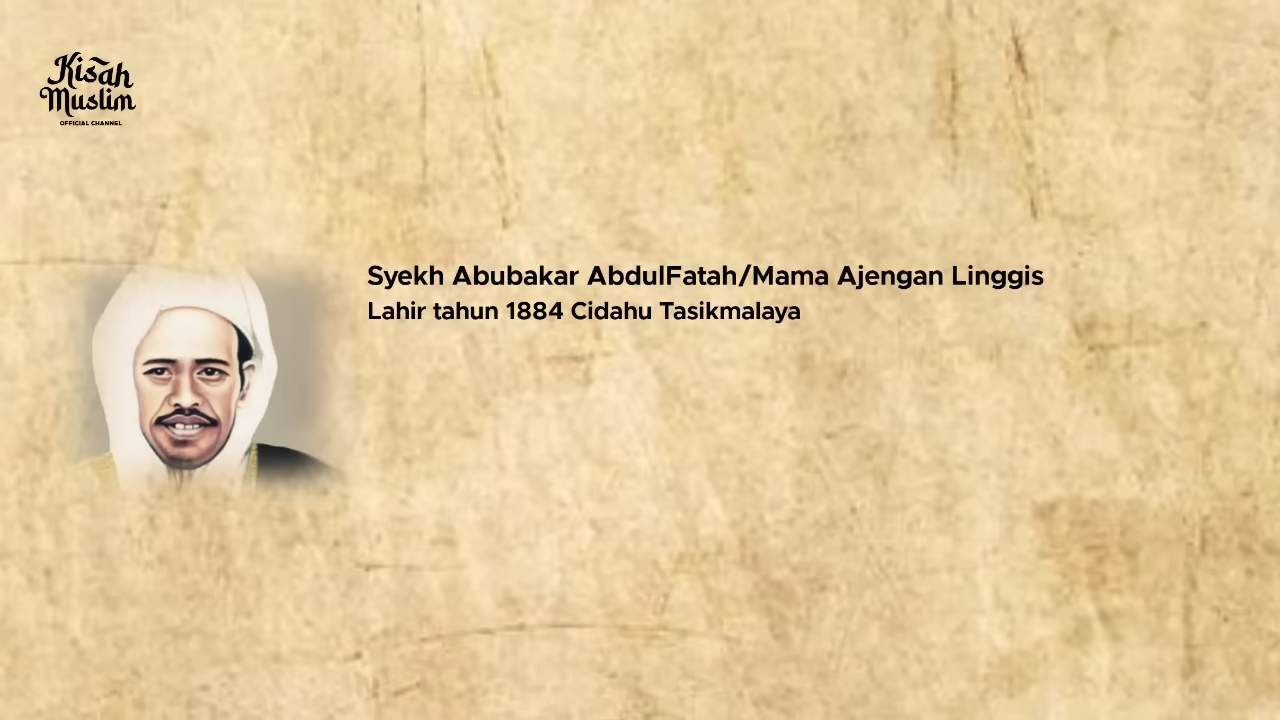 Kisah
Muslim
OFFICIAL CHANNEL
Syekh Abubakar AbdulFatah/Mama Ajengan Linggis
Lahir tahun 1884 Cidahu Tasikmalaya